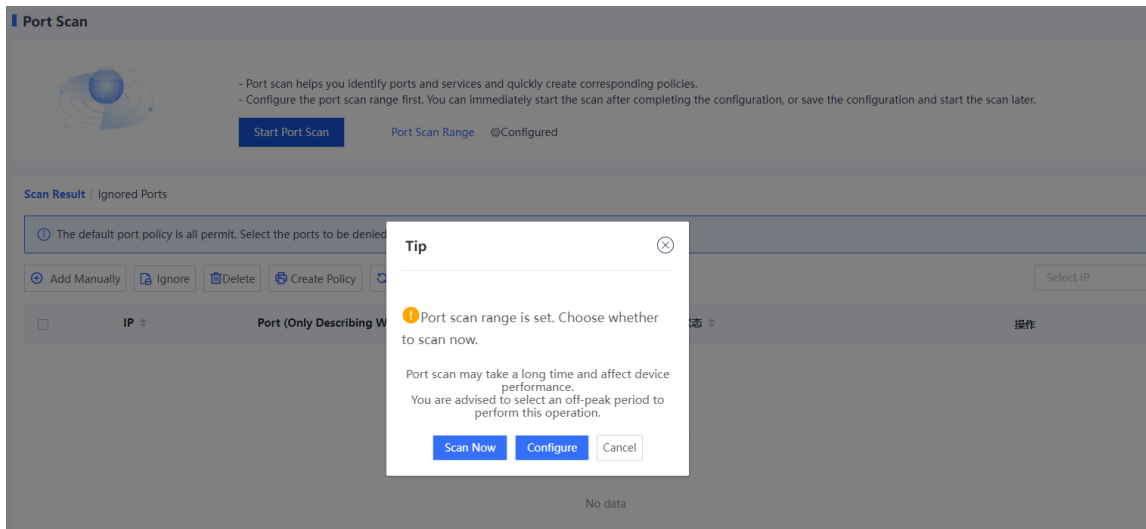 Port Scan
- Port scan helps you identify ports and services and quickly create corresponding policies.
- Configure the port scan range first. You can immediately start the scan after completing the configuration, or save the configuration and start the scan later.
Start Port Scan Port Scan Range Configured
Scan Result | Ignored Ports
The default port policy is all permit. Select the ports to be denied
Add Manually Ignore Delete Create Policy Select IP
IP Port (Only Describing W 态 操作
Tip
Port scan range is set. Choose whether
to scan now.
Port scan may take a long time and affect device
performance.
You are advised to select an off-peak period to
perform this operation.
Scan Now Configure Cancel
No data